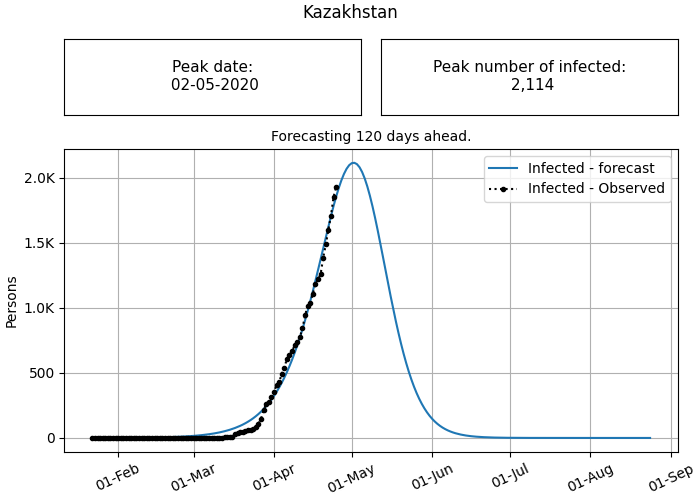 Kazakhstan
Peak date:
02-05-2020
Peak number of infected:
2,114
Forecasting 120 days ahead.
Infected - forecast
Infected - Observed
Persons
2.0K
1.5K
1.0K
500
0
01-Feb
01-Mar
01-Apr
01-May
01-Jun
01-Jul
01-Aug
01-Sep